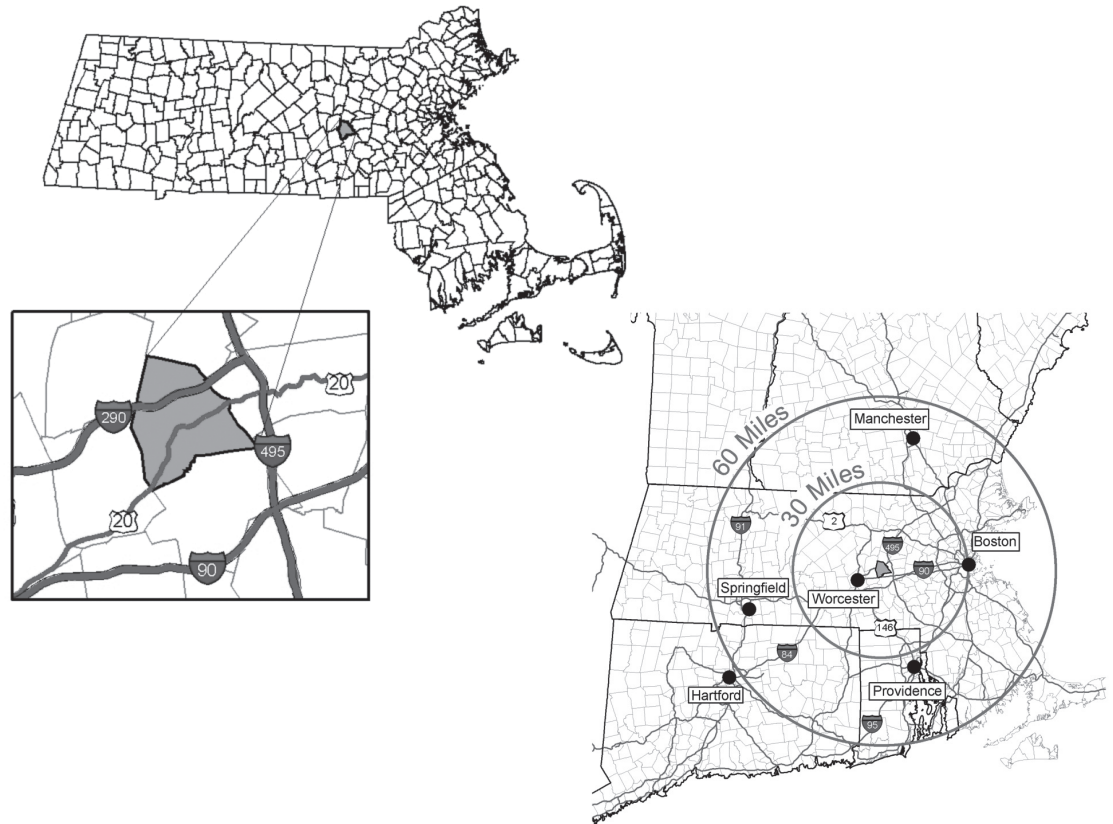 20
290
495
20
90
60 Miles
Manchester
30 Miles
91
2
495
Boston
90
Springfield
Worcester
146
84
Hartford
Providence
95